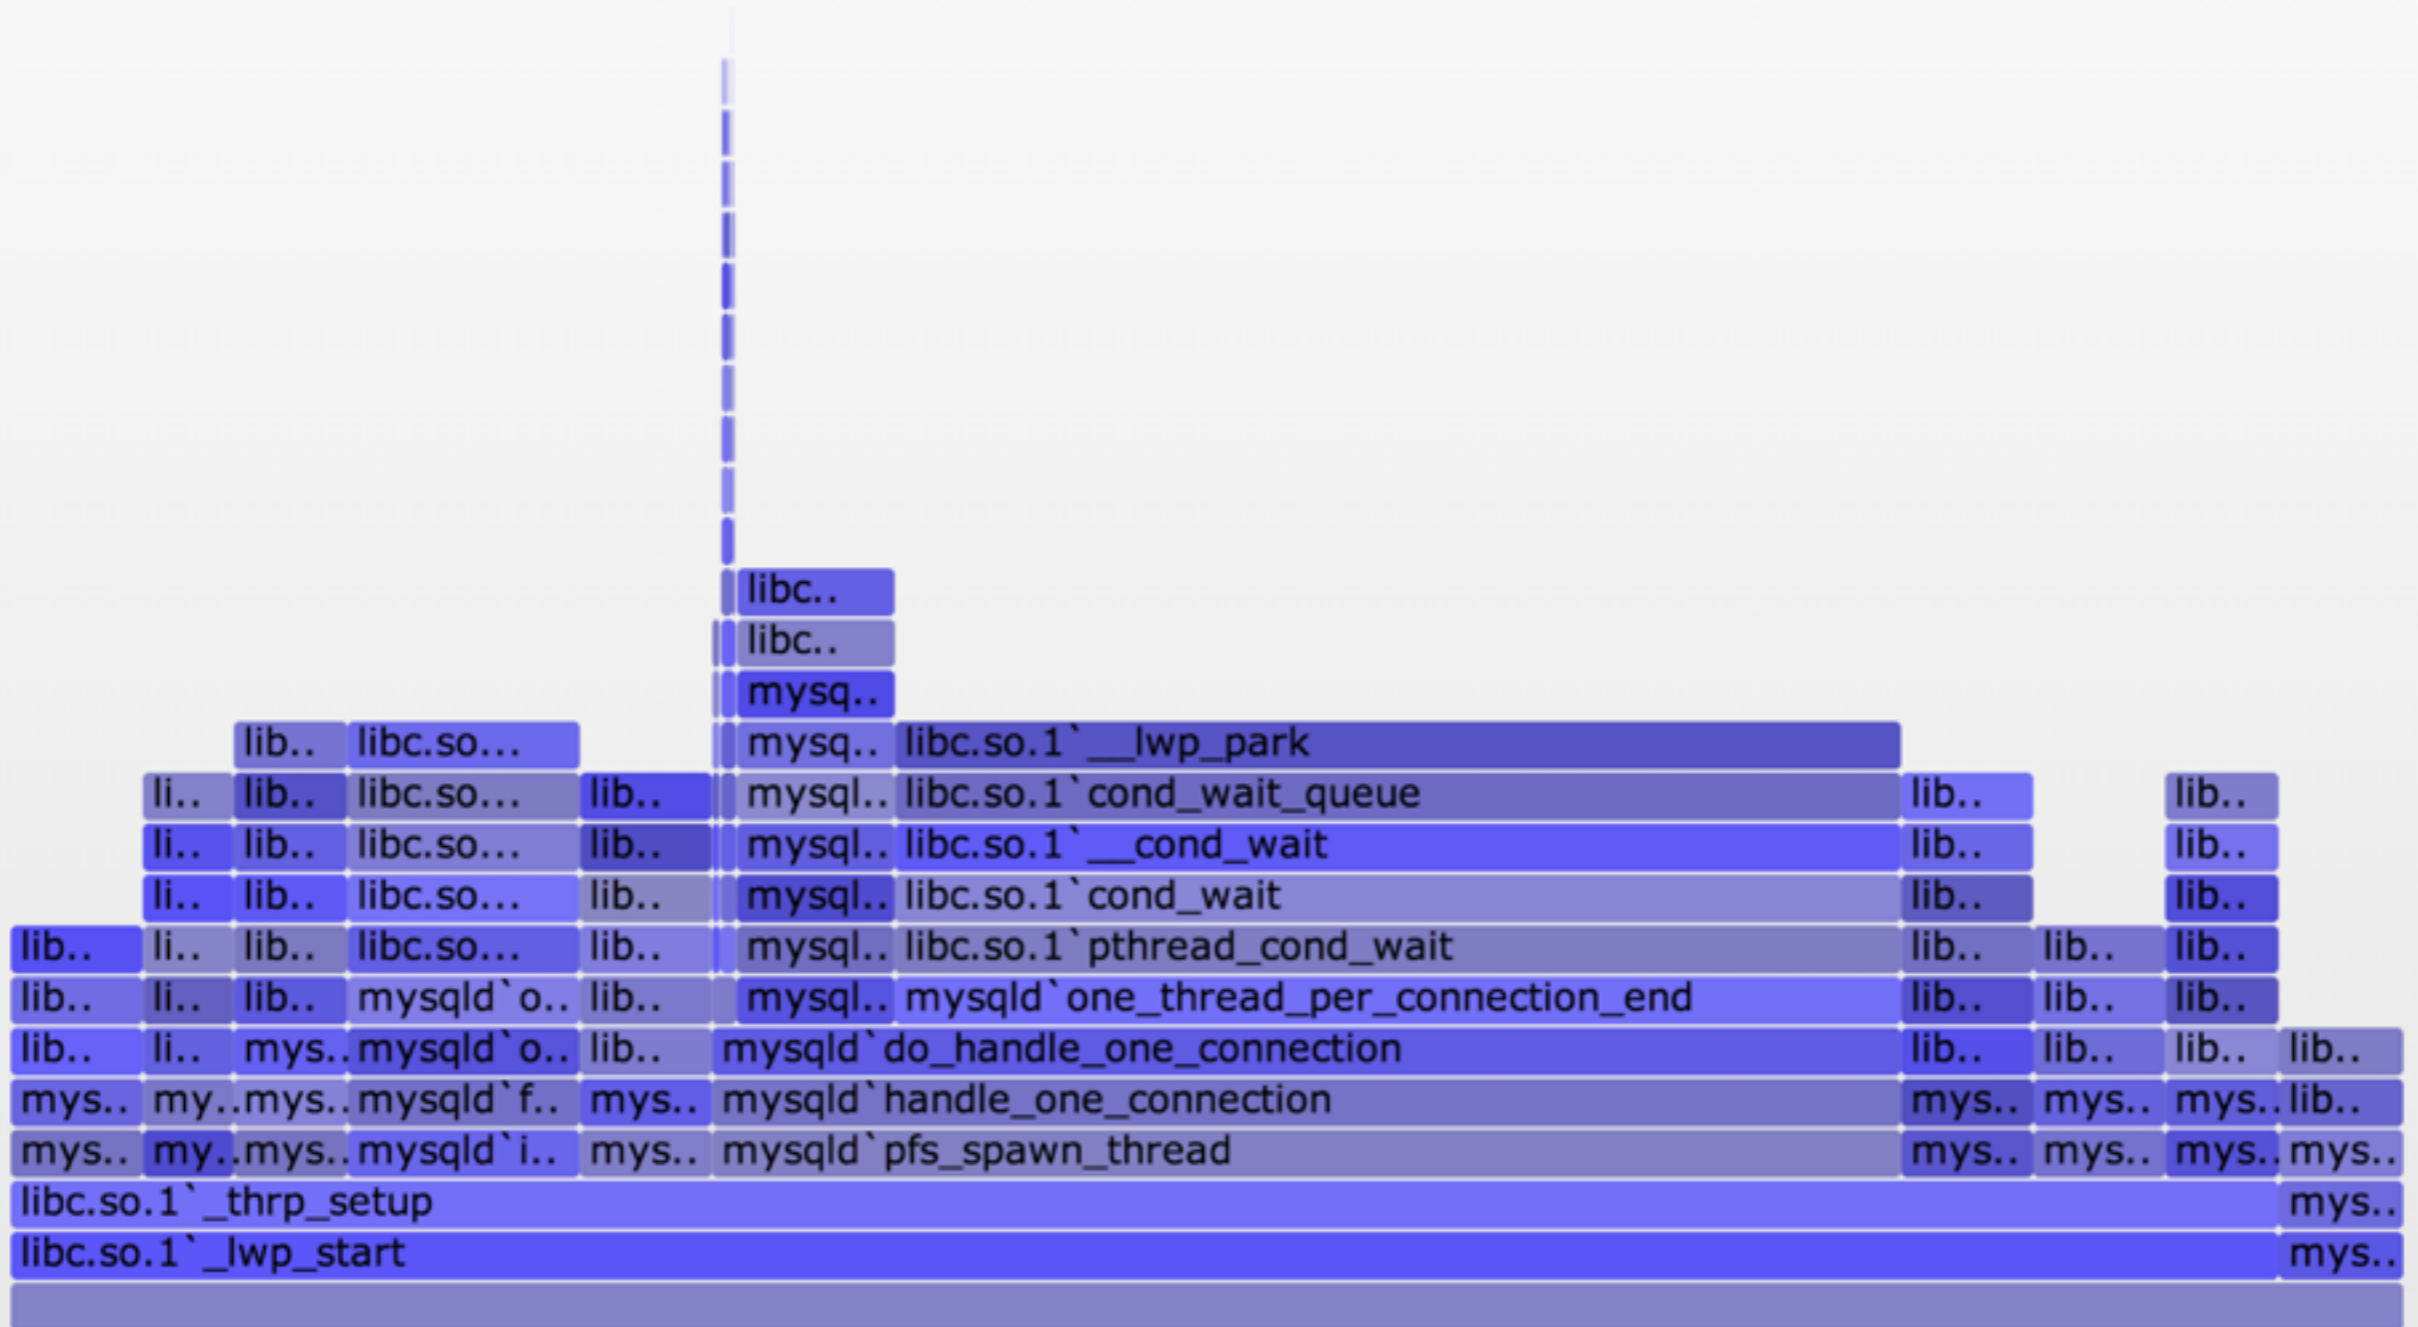 libc..
libc..
mysq..
lib.. libc.so... mysq.. libc.so.1`__lwp_park
li.. lib.. libc.so... lib.. mysql.. libc.so.1`cond_wait_queue lib.. lib..
li.. lib.. libc.so... lib.. mysql.. libc.so.1`__cond_wait lib.. lib..
li.. lib.. libc.so... lib.. mysql.. libc.so.1`cond_wait lib.. lib..
lib.. li.. lib.. libc.so... lib.. mysql.. libc.so.1`pthread_cond_wait lib.. lib.. lib..
lib.. li.. lib.. mysqld`o.. lib.. mysql.. mysqld`one_thread_per_connection_end lib.. lib.. lib..
lib.. li.. mys.. mysqld`o.. lib.. mysqld`do_handle_one_connection lib.. lib.. lib.. lib..
mys.. my.. mys.. mysqld`f.. mys.. mysqld`handle_one_connection mys.. mys.. mys.. lib..
mys.. my.. mys.. mysqld`i.. mys.. mysqld`pfs_spawn_thread mys.. mys.. mys.. mys..
libc.so.1`_thrp_setup mys..
libc.so.1`_lwp_start mys..